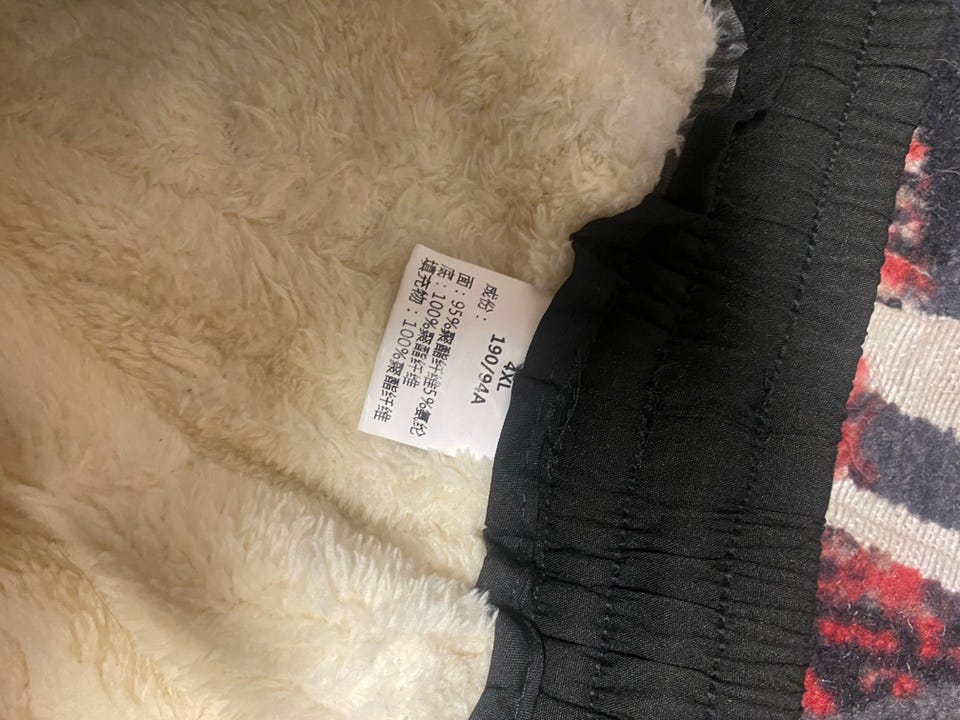 4XL
190/94A
成份：
面：95%聚酯纤维5%氨纶
底：100%聚酯纤维
填充物：100%聚酯纤维